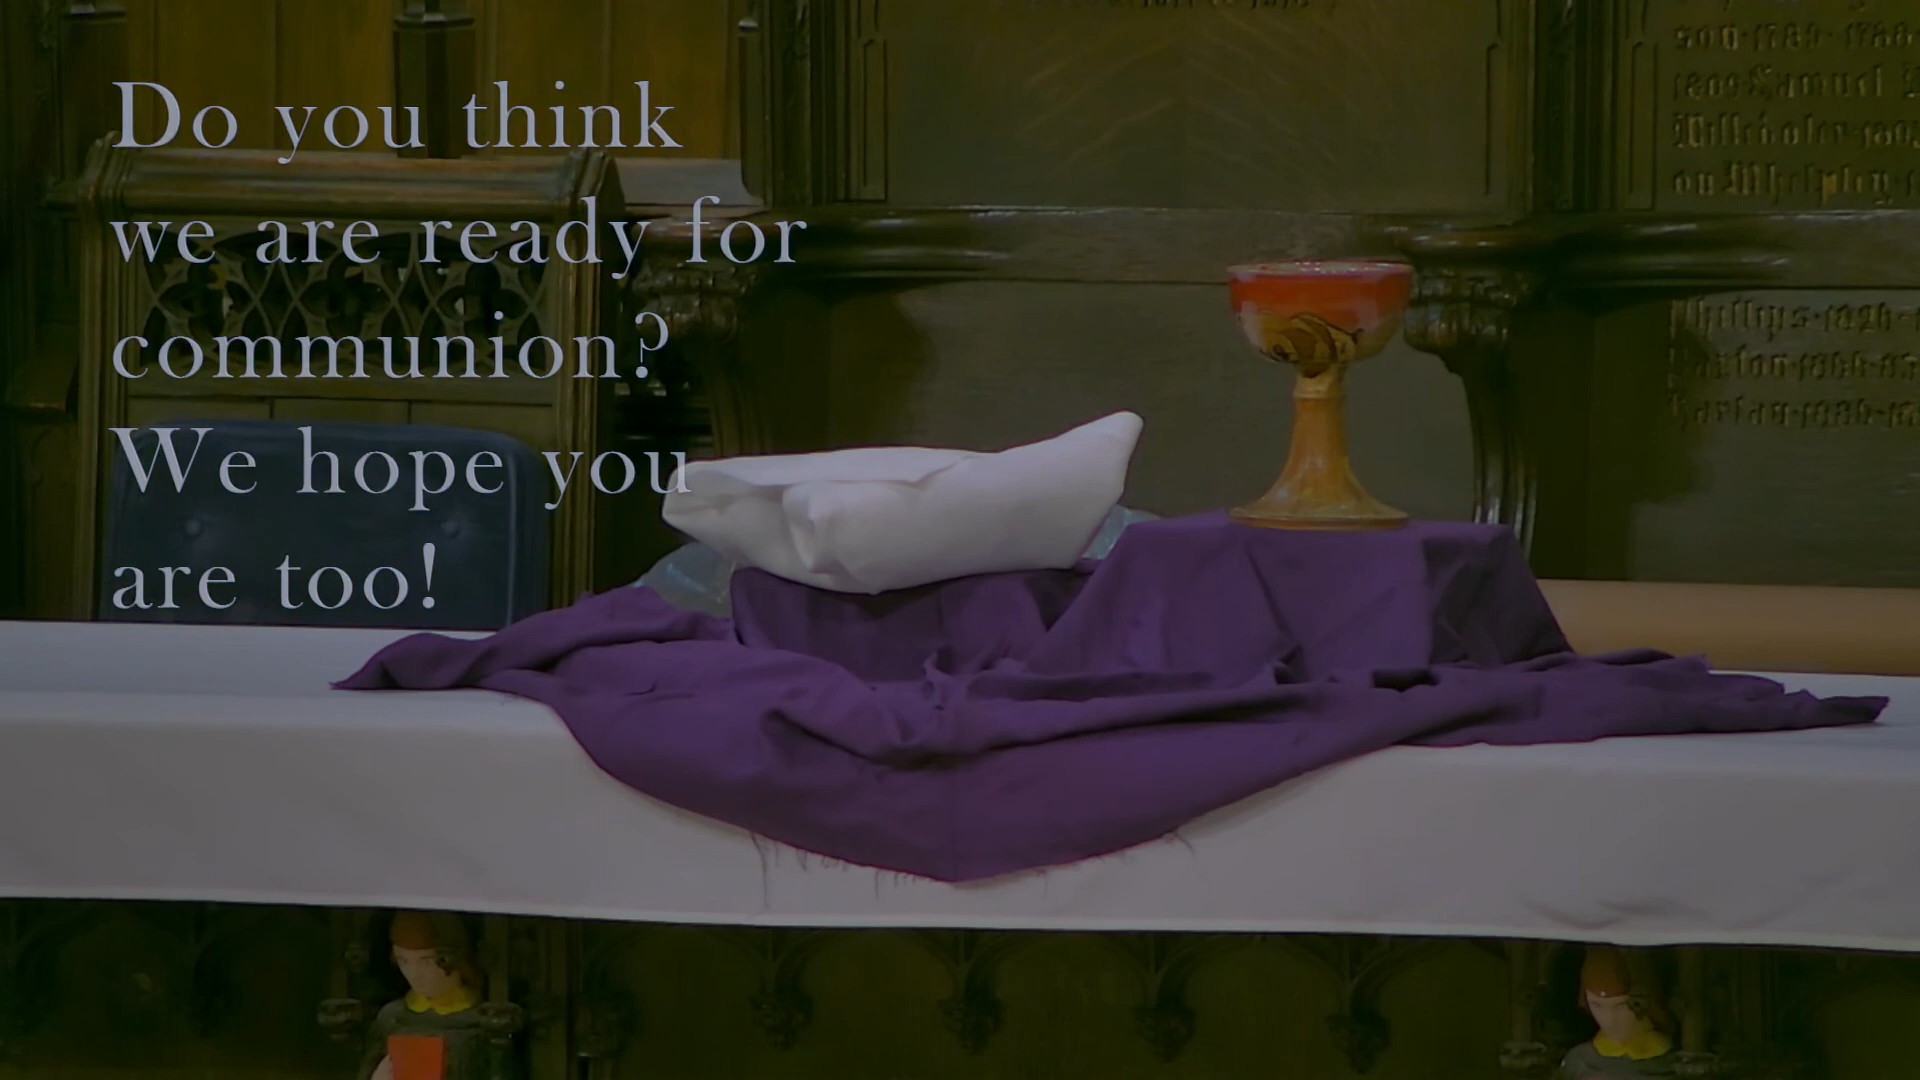 Do you think
we are ready for
communion?
We hope you
are too!